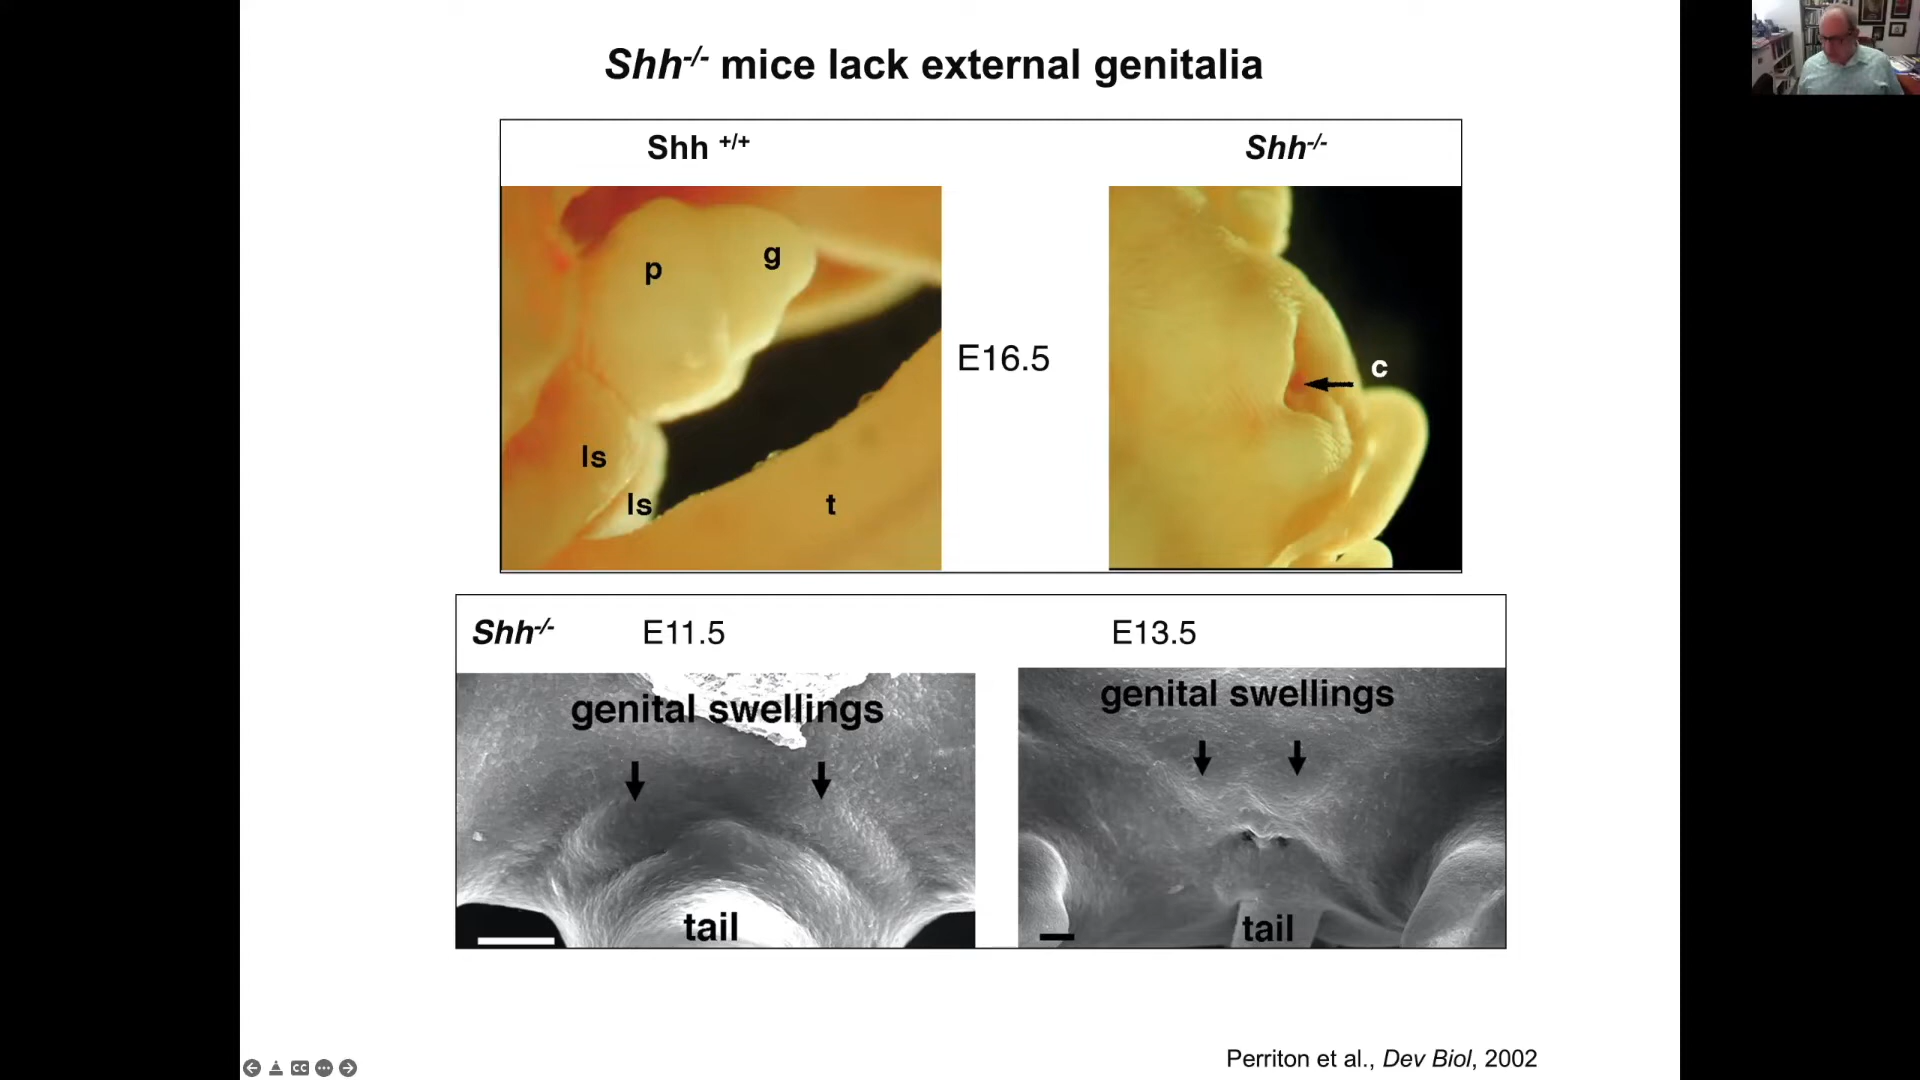 Shh-/- mice lack external genitalia
Shh +/+
Shh-/-
p
g
E16.5
c
ls
ls
t
Shh-/-
E11.5
E13.5
genital swellings
genital swellings
tail
tail
CC
Perriton et al., Dev Biol, 2002